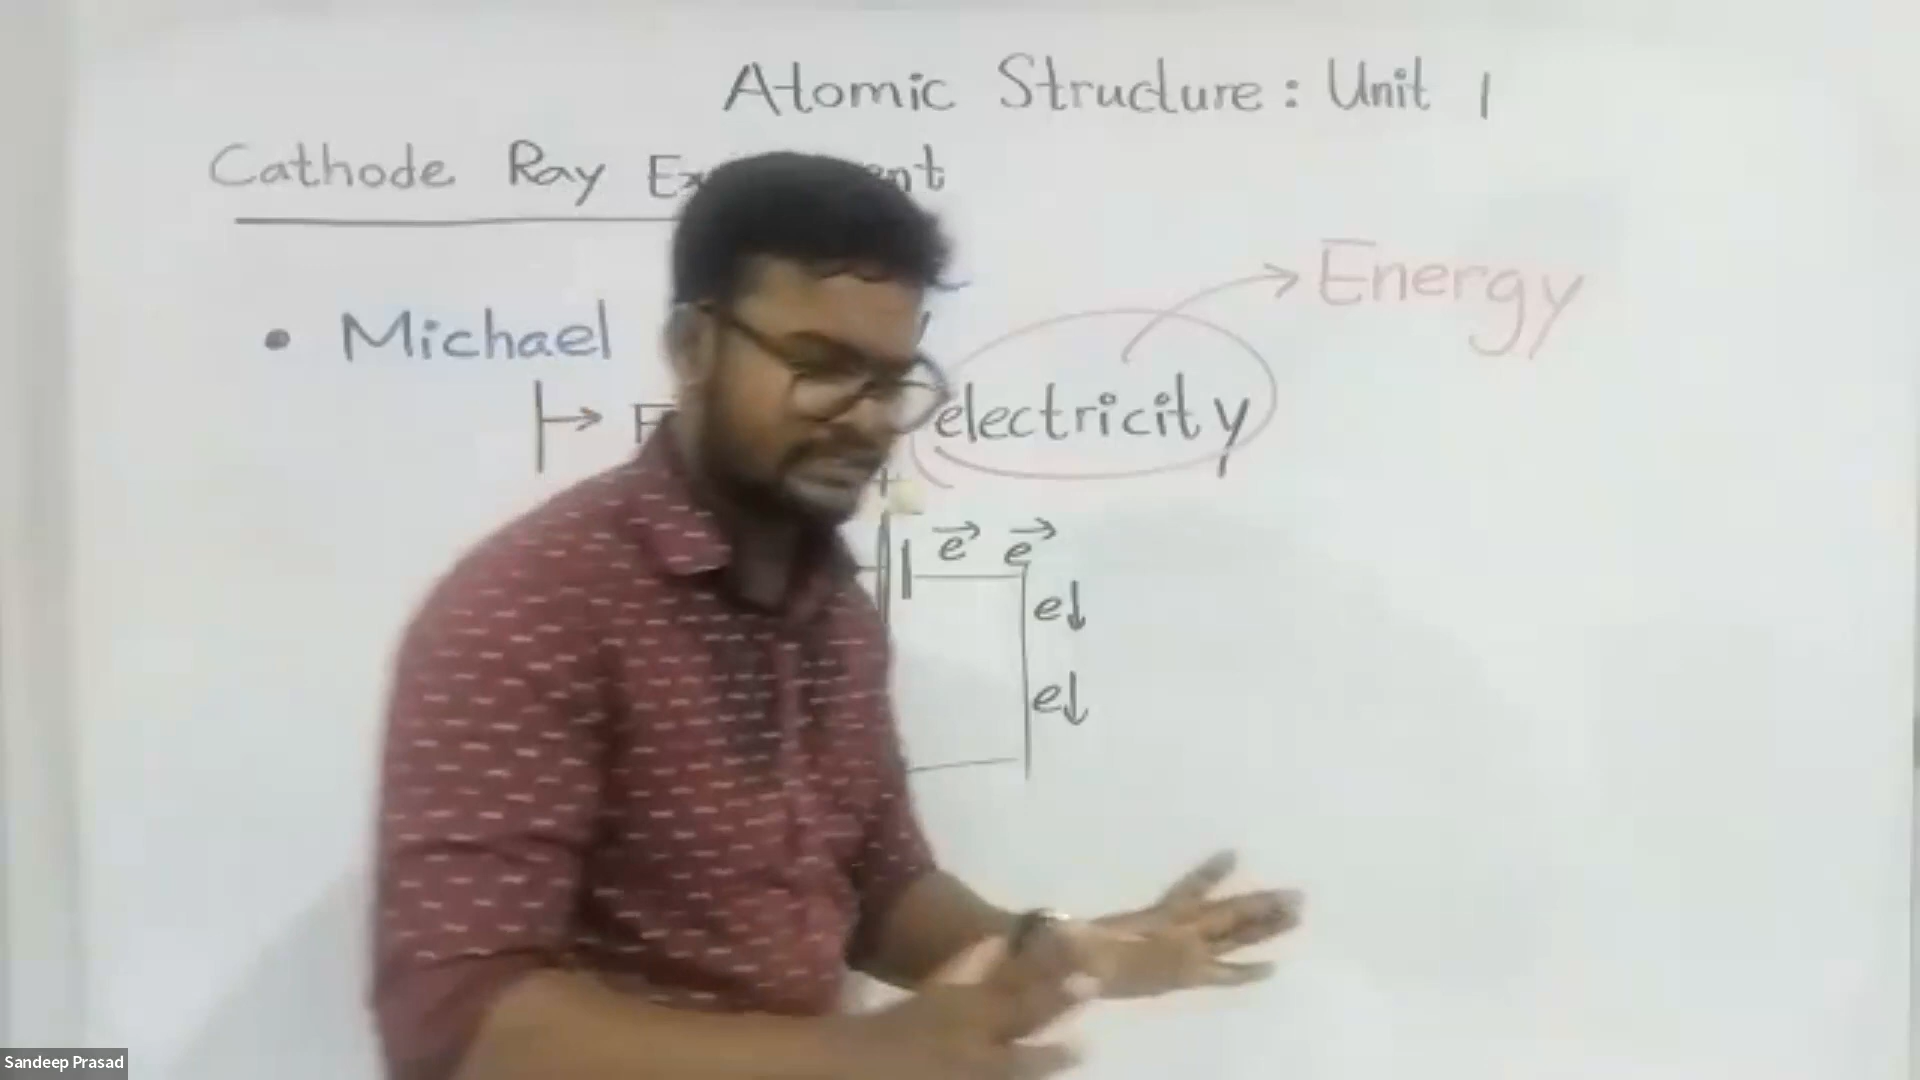 Atomic Structure: Unit 1
Cathode Ray
• Michael
Energy
electricity
+
e e
e
e
Sandeep Prasad